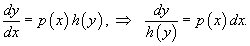 dy/dx = p(x)h(y), ⇒ dy/h(y) = p(x)dx.